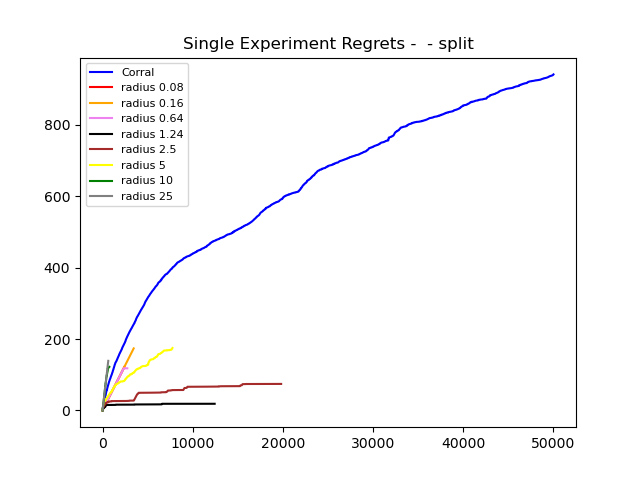 Single Experiment Regrets -  - split
Corral
radius 0.08
radius 0.16
radius 0.64
radius 1.24
radius 2.5
radius 5
radius 10
radius 25
800
600
400
200
0
0 10000 20000 30000 40000 50000